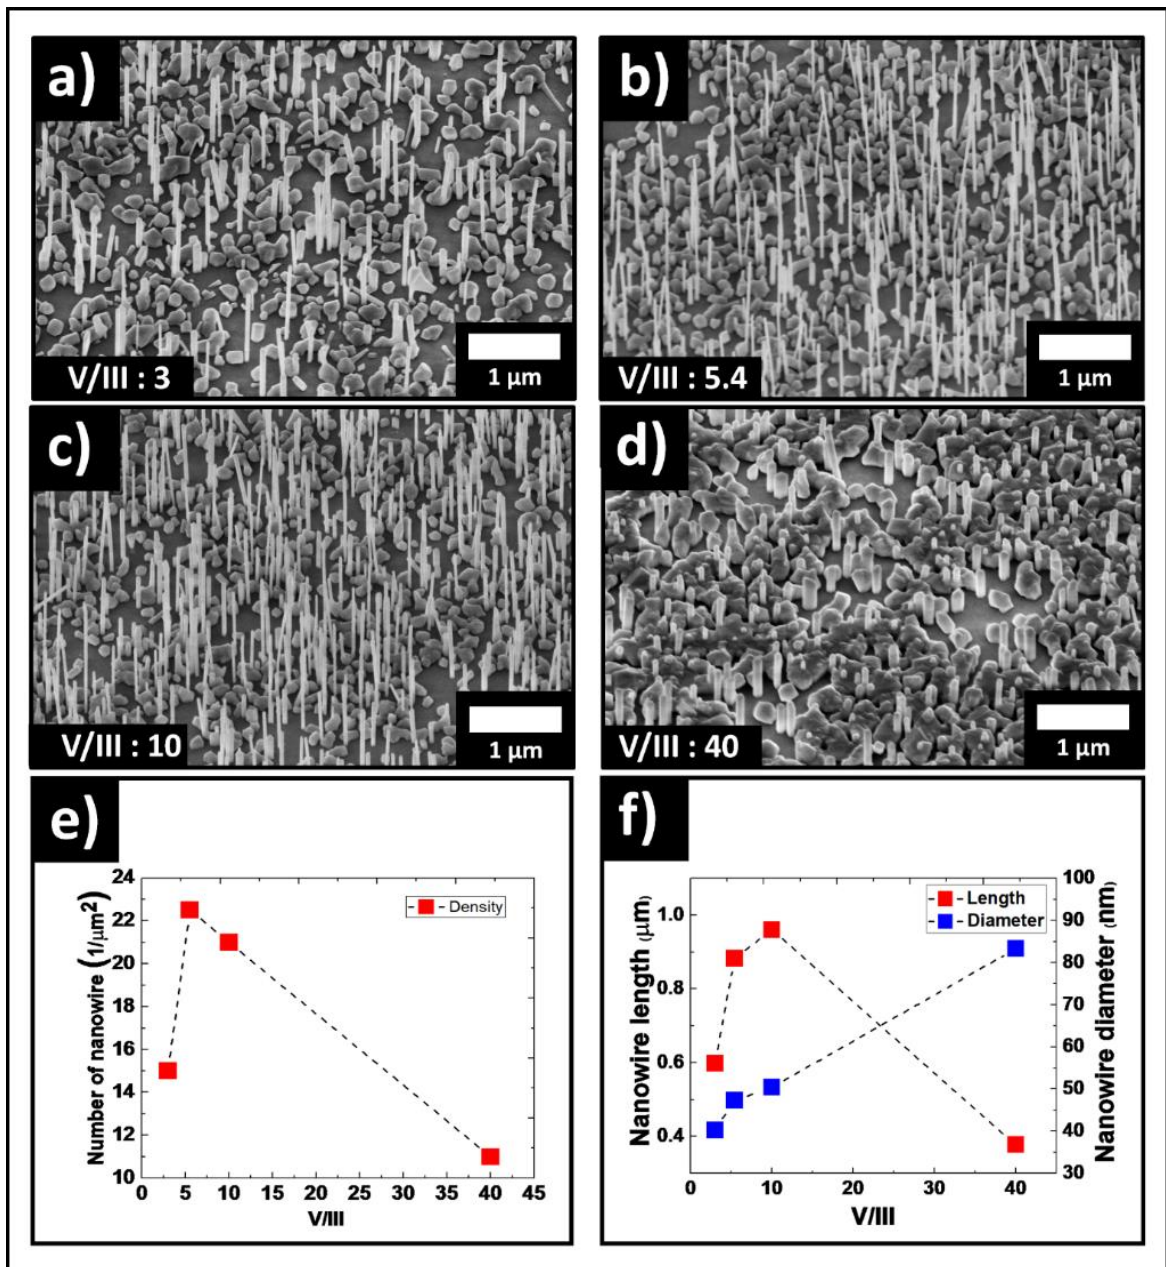 a)
V/III : 3
1 μm
b)
V/III : 5.4
1 μm
c)
V/III : 10
1 μm
d)
V/III : 40
1 μm
e)
Number of nanowire (1/μm²)
24
22
20
18
16
14
12
10
Density
0 5 10 15 20 25 30 35 40 45
V/III
f)
Nanowire length (μm)
1.0
0.8
0.6
0.4
Length
Diameter
100
90
80
70
60
50
40
30
Nanowire diameter (nm)
0 10 20 30 40
V/III